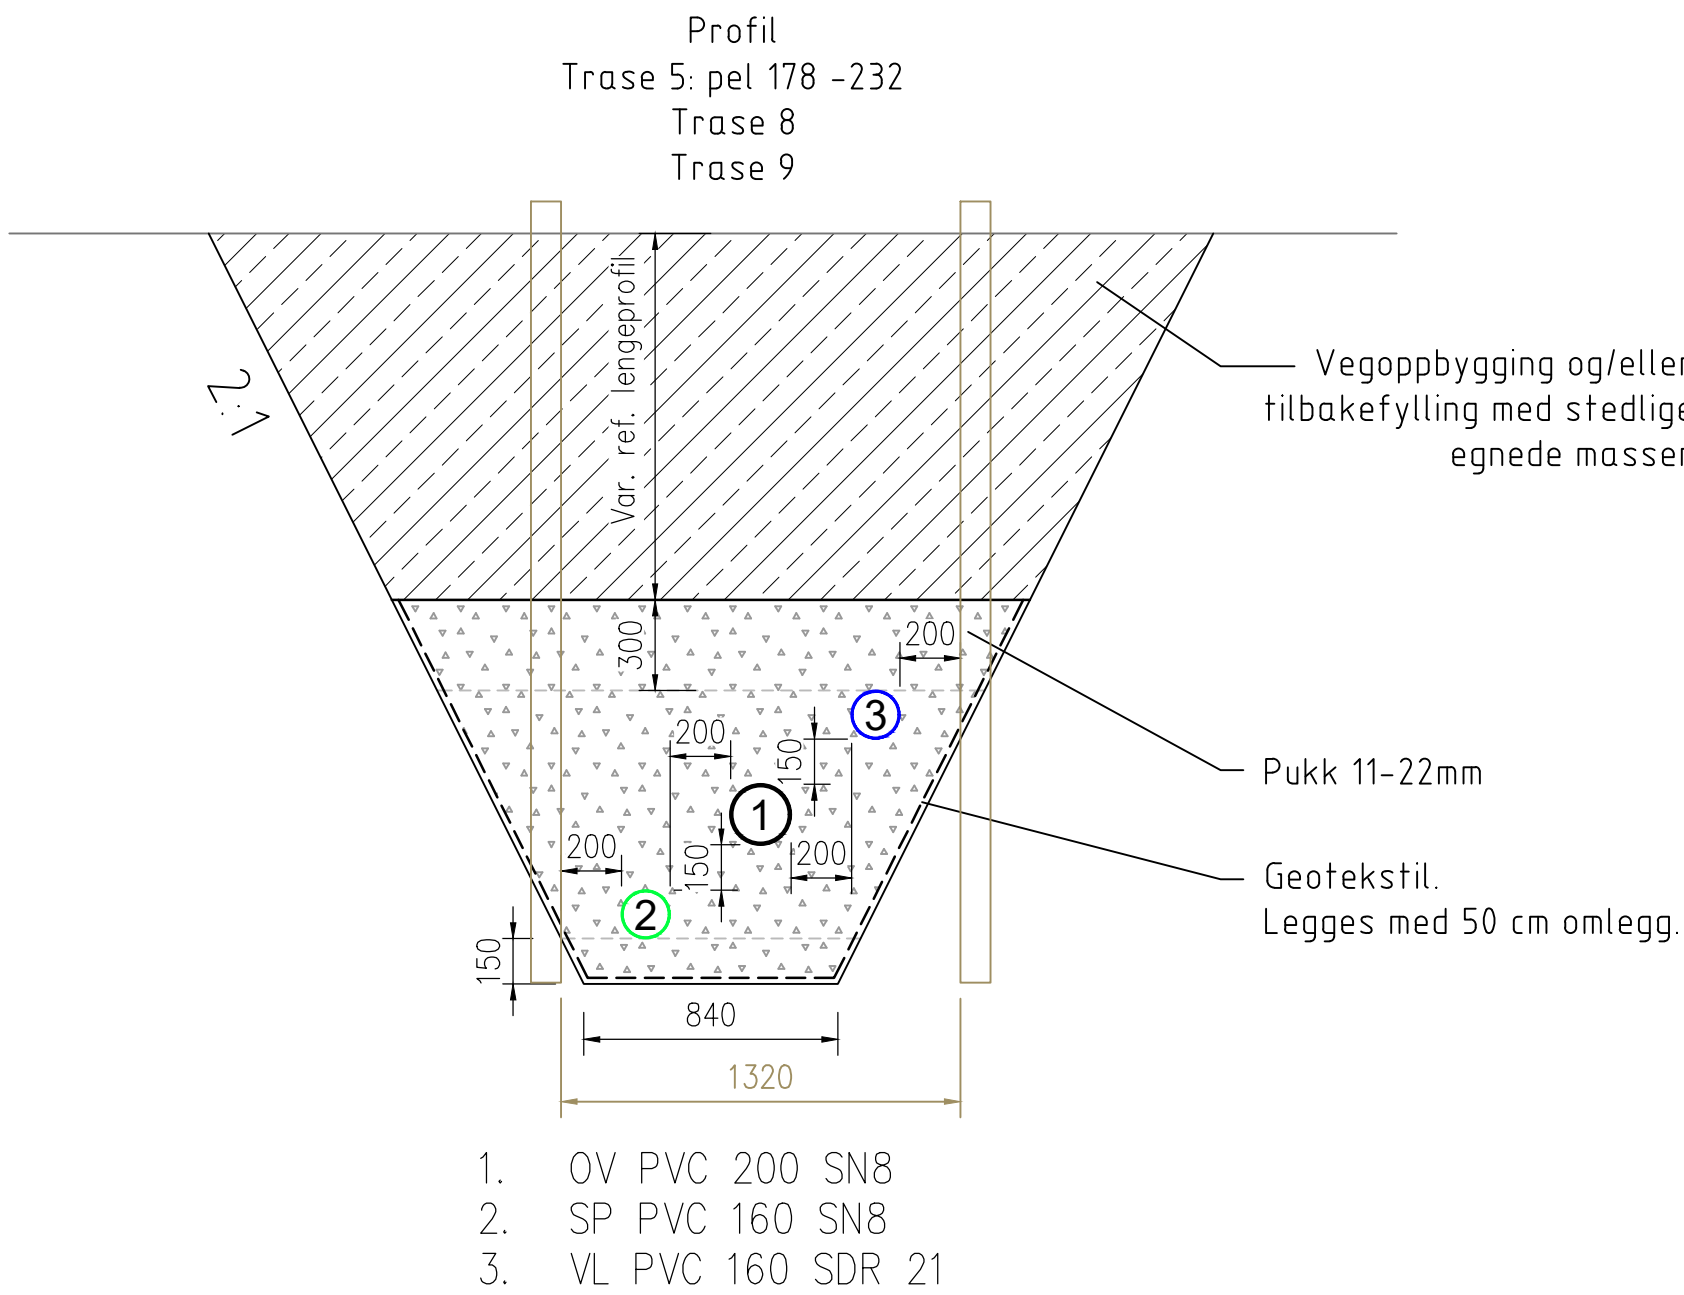 Profil
Trase 5: pel 178 -232
Trase 8
Trase 9
2:1
Var. ref. lengeprofil
Vegoppbygging og/eller
tilbakefylling med stedlige
egnede masser
300
200
3
200
150
Pukk 11-22mm
1
200
150
200
Geotekstil.
Legges med 50 cm omlegg.
2
150
840
1320
1. OV PVC 200 SN8
2. SP PVC 160 SN8
3. VL PVC 160 SDR 21